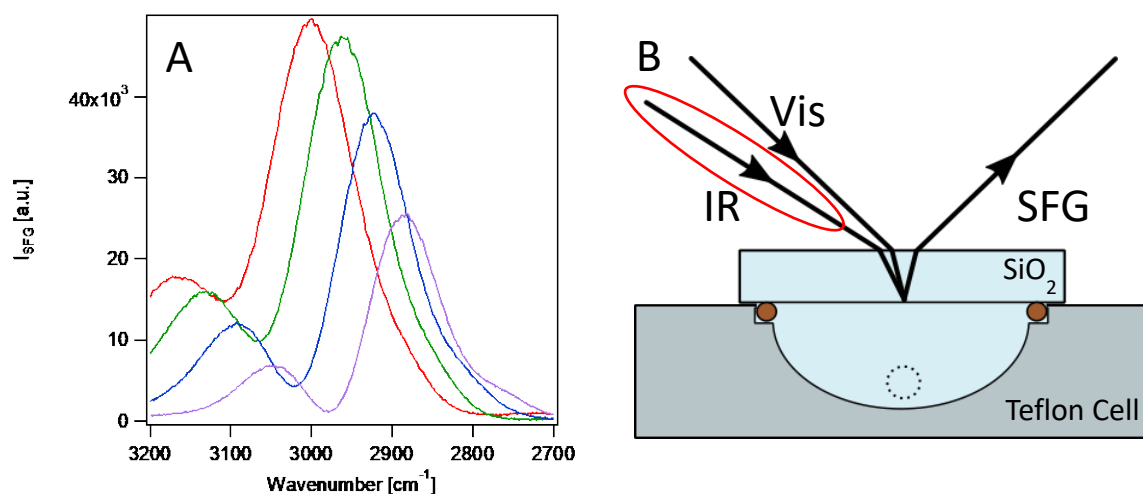 A
40x10³
30
20
10
0
I_SFG [a.u.]
3200 3100 3000 2900 2800 2700
Wavenumber [cm⁻¹]
B
Vis
IR
SFG
SiO₂
Teflon Cell